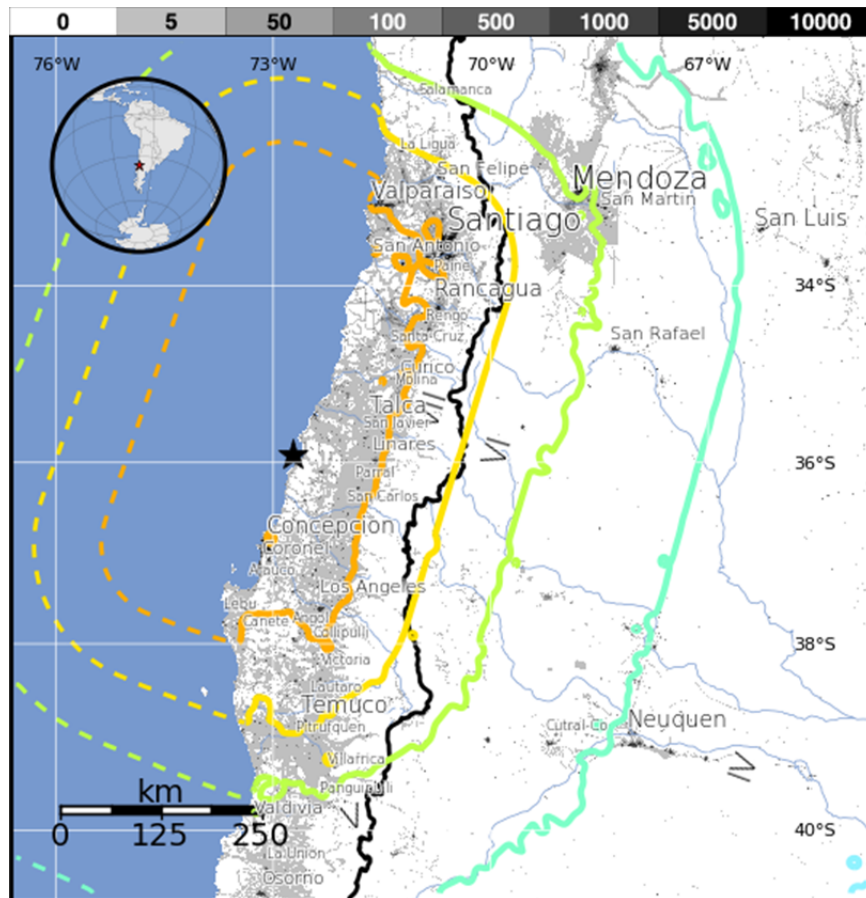 0 5 50 100 500 1000 5000 10000
76°W 73°W 70°W 67°W
Salamanca
La Ligua
San Felipe
Mendoza
Valparaiso
San Martin
Santiago
San Luis
San Antonio
Paine
34°S
Rancagua
Rengo
San Rafael
Santa Cruz
Curico
Molina
Talca
VII
San Javier
Linares
VI
36°S
Parral
San Carlos
Concepcion
Coronel
Arauco
Los Angeles
Lebu
Canete
Angol
Collipulli
38°S
Victoria
Lautaro
Temuco
Neuquen
Cutral-Co
Pitrufquen
Villarrica
IV
Panguipulli
km
Valdivia
V
0 125 250
40°S
La Union
Osorno